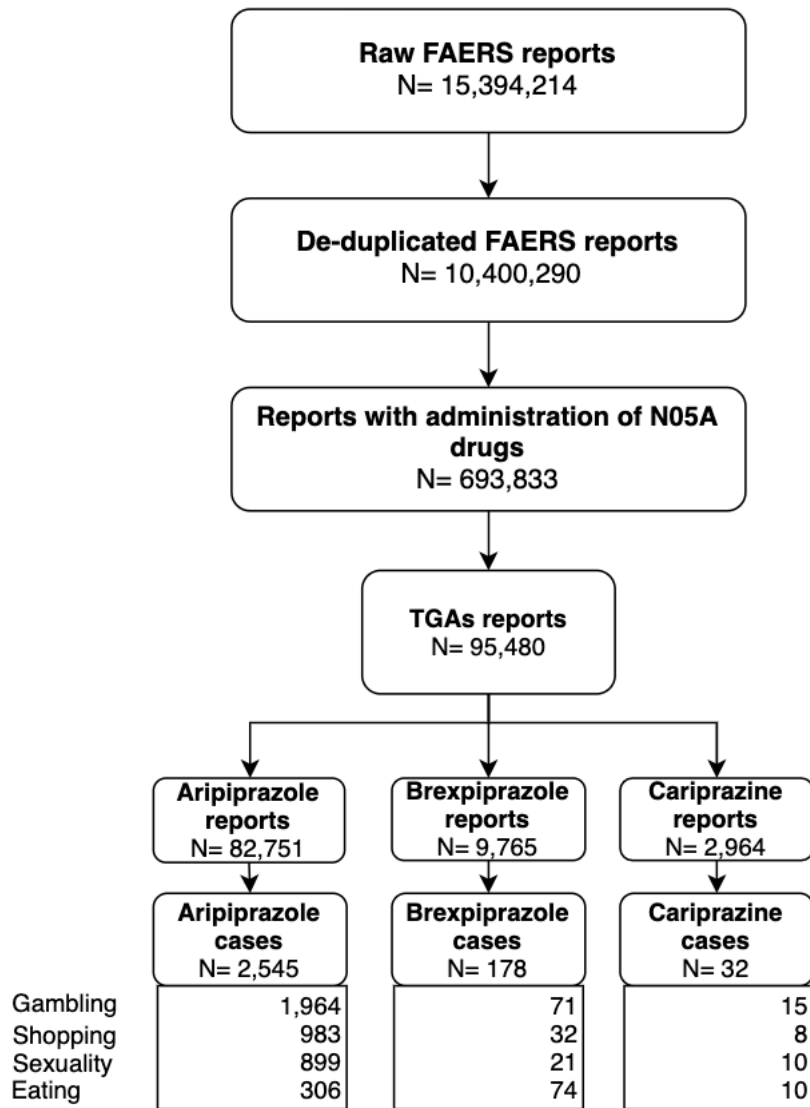 Raw FAERS reports
N= 15,394,214
De-duplicated FAERS reports
N= 10,400,290
Reports with administration of N05A
drugs
N= 693,833
TGAs reports
N= 95,480
Aripiprazole
reports
N= 82,751
Brexpiprazole
reports
N= 9,765
Cariprazine
reports
N= 2,964
Aripiprazole
cases
N= 2,545
Brexpiprazole
cases
N= 178
Cariprazine
cases
N= 32
Gambling 1,964 71 15
Shopping 983 32 8
Sexuality 899 21 10
Eating 306 74 10